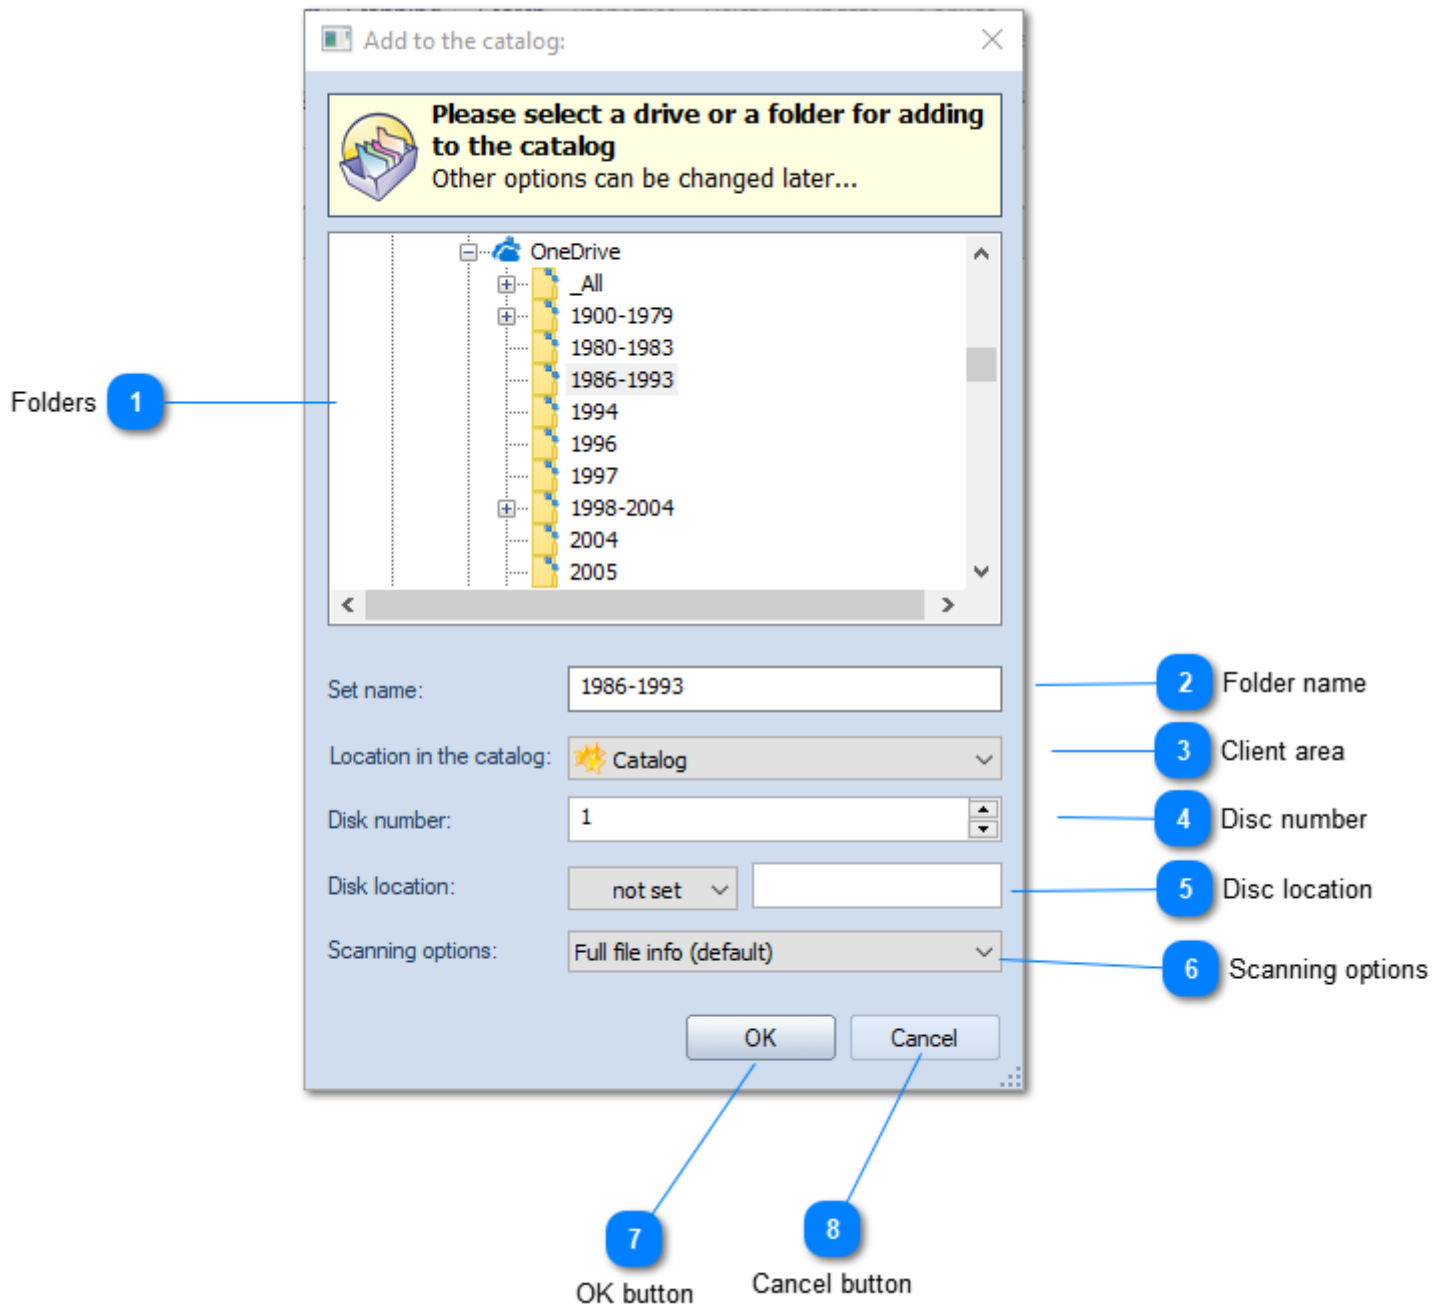 Add to the catalog:
Please select a drive or a folder for adding
to the catalog
Other options can be changed later...
OneDrive
_All
1900-1979
1980-1983
1986-1993
1994
1996
1997
1998-2004
2004
2005
Folders 1
Set name: 1986-1993
2 Folder name
Location in the catalog: Catalog
3 Client area
Disk number: 1
4 Disc number
Disk location: not set
5 Disc location
Scanning options: Full file info (default)
6 Scanning options
OK Cancel
7
OK button
8
Cancel button